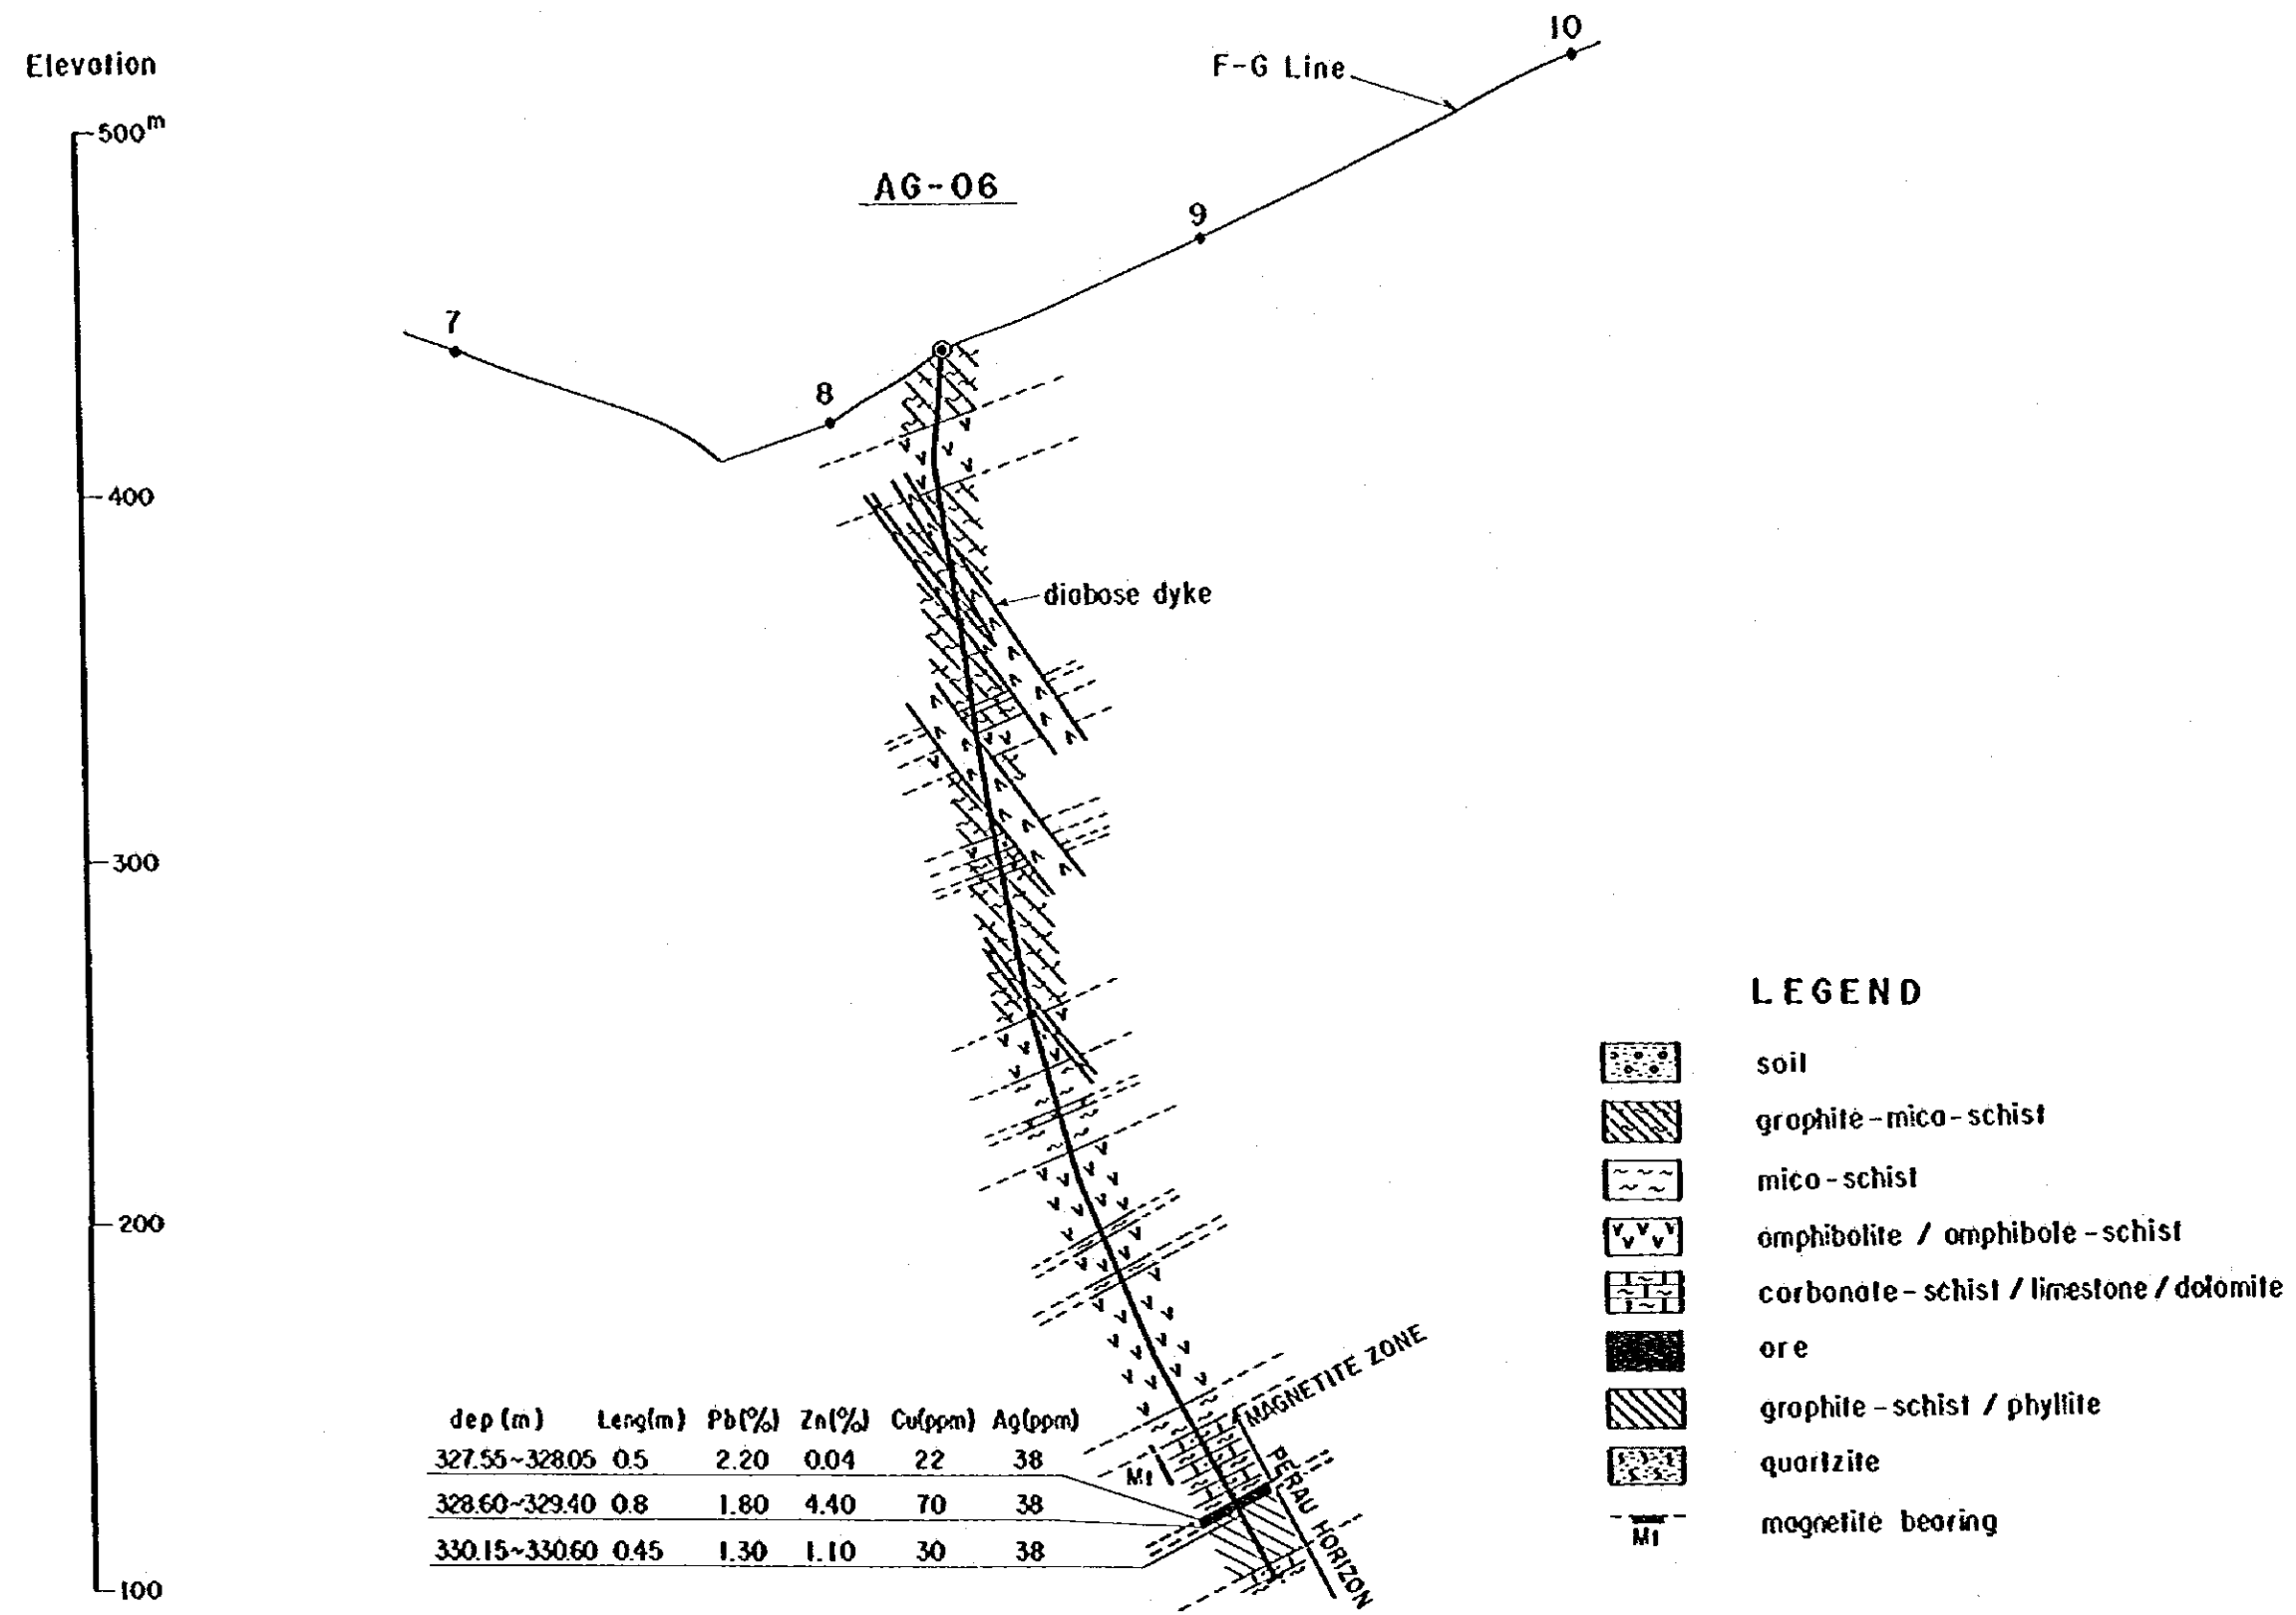 Elevation
500m
400
300
200
100
10
F-G Line
AG-06
9
7
8
diabase dyke
MAGNETITE ZONE
PERAU HORIZON
Mt
dep (m) Leng(m) Pb(%) Zn(%) Cu(ppm) Ag(ppm)
327.55~328.05 0.5 2.20 0.04 22 38
328.60~329.40 0.8 1.80 4.40 70 38
330.15~330.60 0.45 1.30 1.10 30 38
LEGEND
soil
graphite-mica-schist
mica-schist
amphibolite / amphibole-schist
carbonate-schist / limestone / dolomite
ore
graphite-schist / phyllite
quartzite
Mt
magnetite bearing